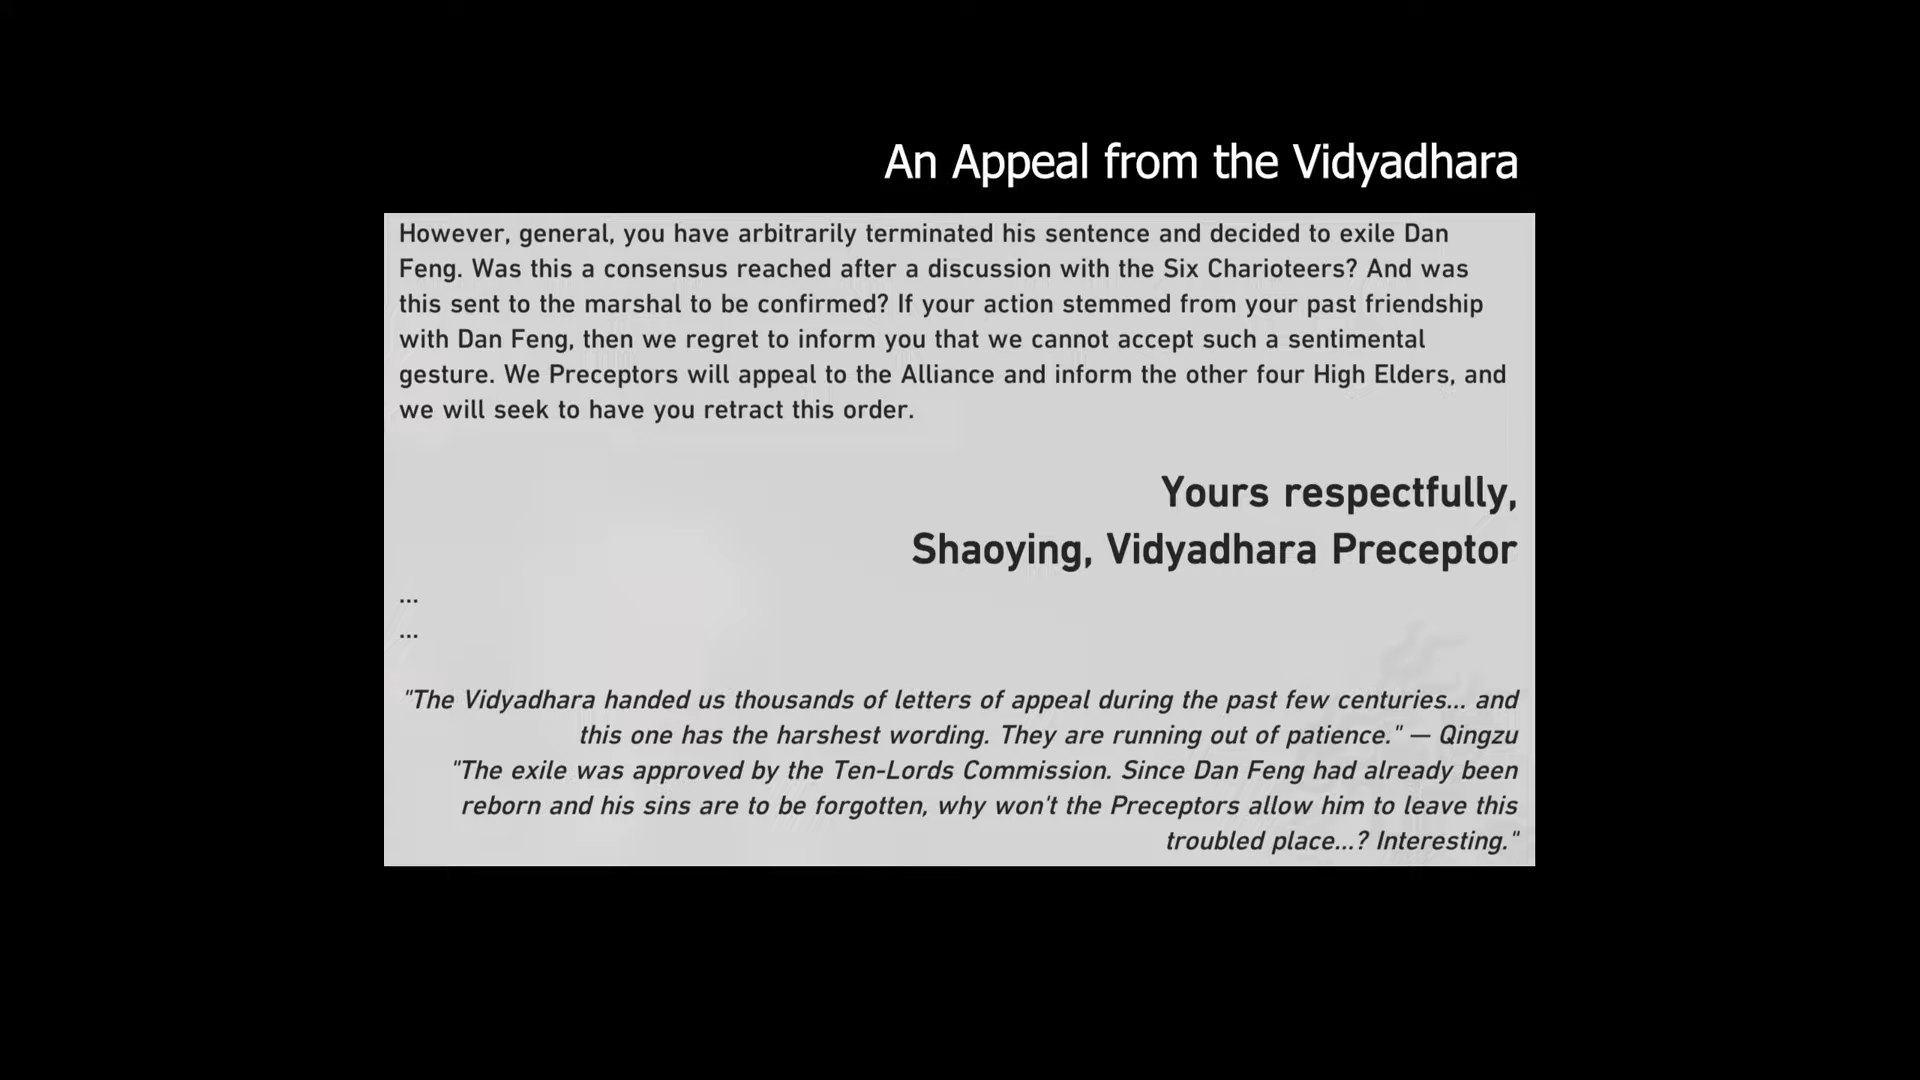 An Appeal from the Vidyadhara
However, general, you have arbitrarily terminated his sentence and decided to exile Dan
Feng. Was this a consensus reached after a discussion with the Six Charioteers? And was
this sent to the marshal to be confirmed? If your action stemmed from your past friendship
with Dan Feng, then we regret to inform you that we cannot accept such a sentimental
gesture. We Preceptors will appeal to the Alliance and inform the other four High Elders, and
we will seek to have you retract this order.
Yours respectfully,
Shaoying, Vidyadhara Preceptor
...
...
"The Vidyadhara handed us thousands of letters of appeal during the past few centuries... and
this one has the harshest wording. They are running out of patience." — Qingzu
"The exile was approved by the Ten-Lords Commission. Since Dan Feng had already been
reborn and his sins are to be forgotten, why won't the Preceptors allow him to leave this
troubled place...? Interesting."